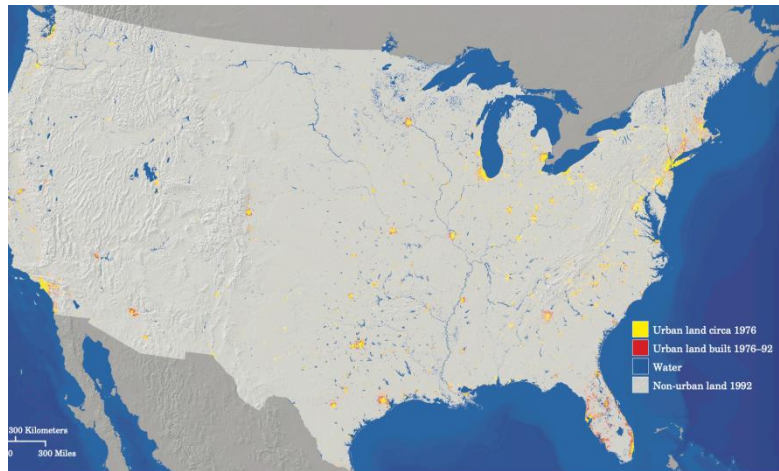 Urban land circa 1976
Urban land built 1976–92
Water
Non-urban land 1992
300 Kilometers
0 300 Miles